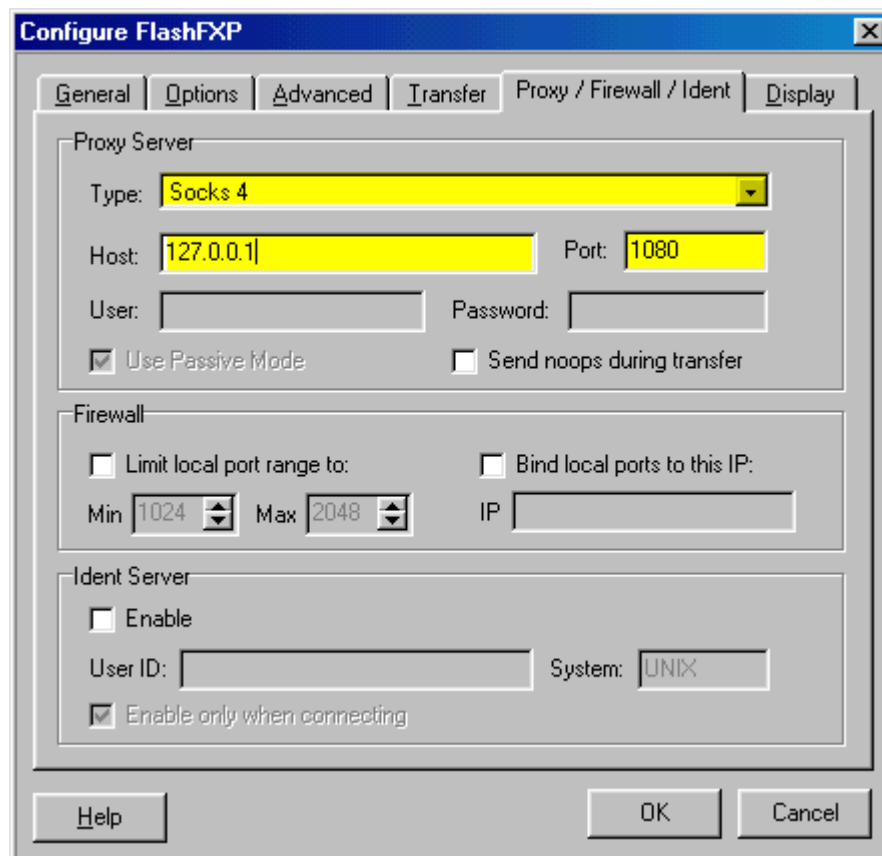 Configure FlashFXP
General Options Advanced Transfer Proxy / Firewall / Ident Display
Proxy Server
Type: Socks 4
Host: 127.0.0.1 Port: 1080
User: Password:
Use Passive Mode Send noops during transfer
Firewall
Limit local port range to: Bind local ports to this IP:
Min 1024 Max 2048 IP
Ident Server
Enable
User ID: System: UNIX
Enable only when connecting
Help OK Cancel